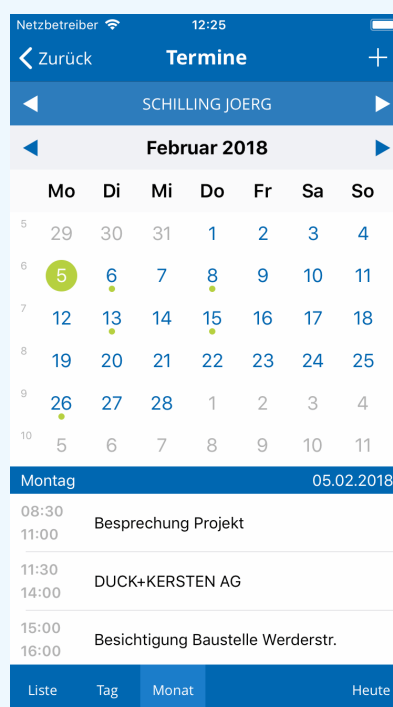 Netzbetreiber 12:25
Zurück Termine +
SCHILLING JOERG
Februar 2018
Mo Di Mi Do Fr Sa So
5 29 30 31 1 2 3 4
6 5 6 7 8 9 10 11
7 12 13 14 15 16 17 18
8 19 20 21 22 23 24 25
9 26 27 28 1 2 3 4
10 5 6 7 8 9 10 11
Montag 05.02.2018
08:30
11:00 Besprechung Projekt
11:30
14:00 DUCK+KERSTEN AG
15:00
16:00 Besichtigung Baustelle Werderstr.
Liste Tag Monat Heute